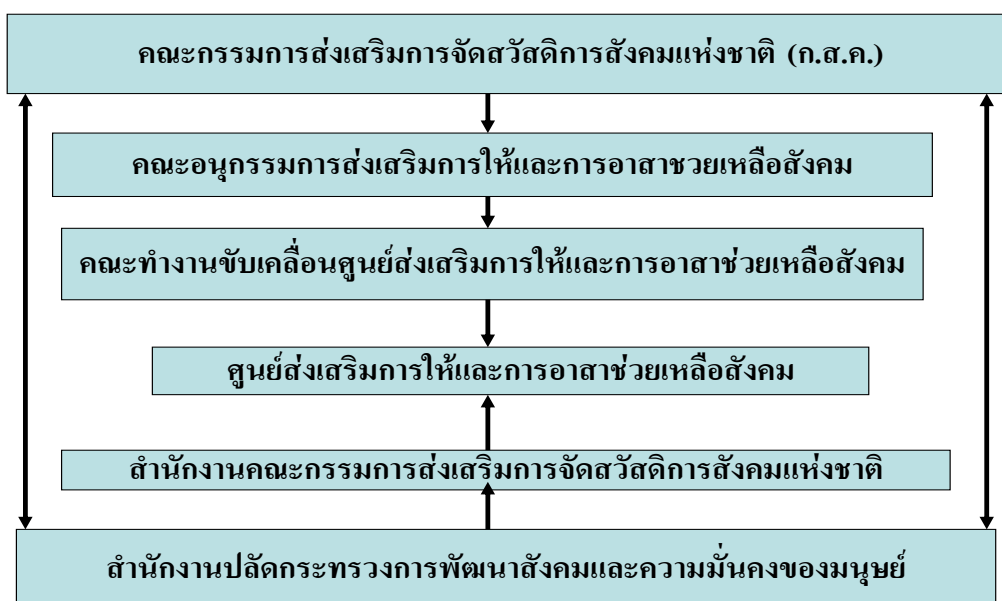 คณะกรรมการส่งเสริมการจัดสวัสดิการสังคมแห่งชาติ (ก.ส.ค.)
คณะอนุกรรมการส่งเสริมการให้และการอาสาชวยเหลือสังคม
คณะทำงานขับเคลื่อนศูนย์ส่งเสริมการให้และการอาสาช่วยเหลือสังคม
ศูนย์ส่งเสริมการให้และการอาสาช่วยเหลือสังคม
สำนักงานคณะกรรมการส่งเสริมการจัดสวัสดิการสังคมแห่งชาติ
สำนักงานปลัดกระทรวงการพัฒนาสังคมและความมั่นคงของมนุษย์